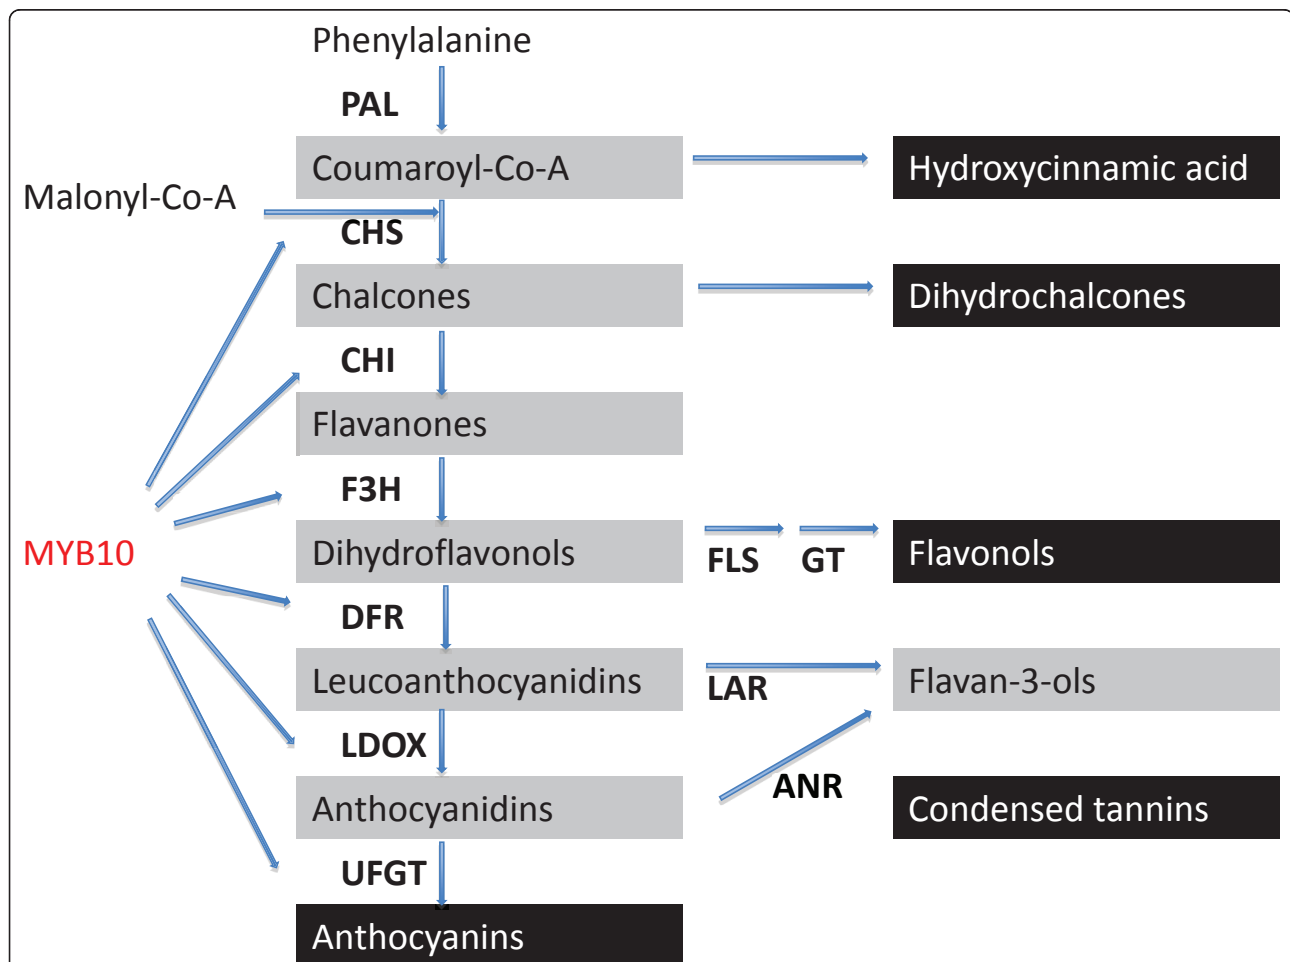 Phenylalanine
PAL
Coumaroyl-Co-A
Hydroxycinnamic acid
Malonyl-Co-A
CHS
Chalcones
Dihydrochalcones
CHI
Flavanones
F3H
MYB10
Dihydroflavonols
FLS
GT
Flavonols
DFR
Leucoanthocyanidins
LAR
Flavan-3-ols
LDOX
ANR
Anthocyanidins
Condensed tannins
UFGT
Anthocyanins